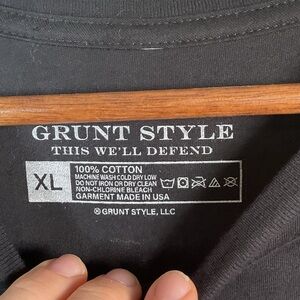 GRUNT STYLE
THIS WE'LL DEFEND
XL
100% COTTON
MACHINE WASH COLD DRY LOW
DO NOT IRON OR DRY CLEAN
NON-CHLORINE BLEACH
GARMENT MADE IN USA
© GRUNT STYLE, LLC